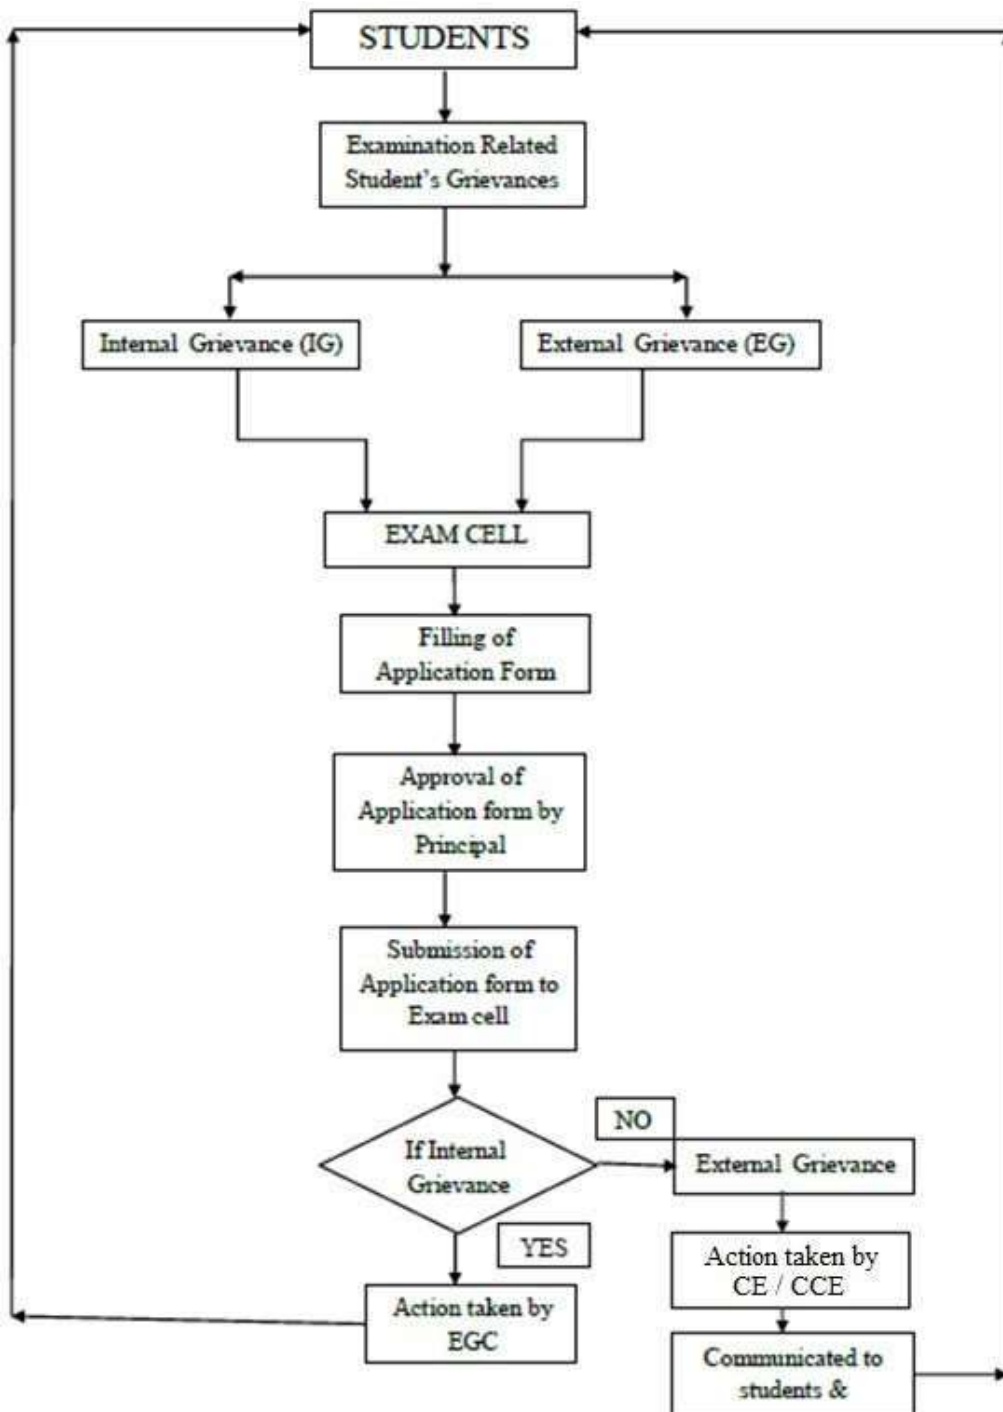 STUDENTS
Examination Related
Student's Grievances
Internal Grievance (IG)
External Grievance (EG)
EXAM CELL
Filling of
Application Form
Approval of
Application form by
Principal
Submission of
Application form to
Exam cell
If Internal
Grievance
NO
External Grievance
YES
Action taken by
CE / CCE
Action taken by
EGC
Communicated to
students &